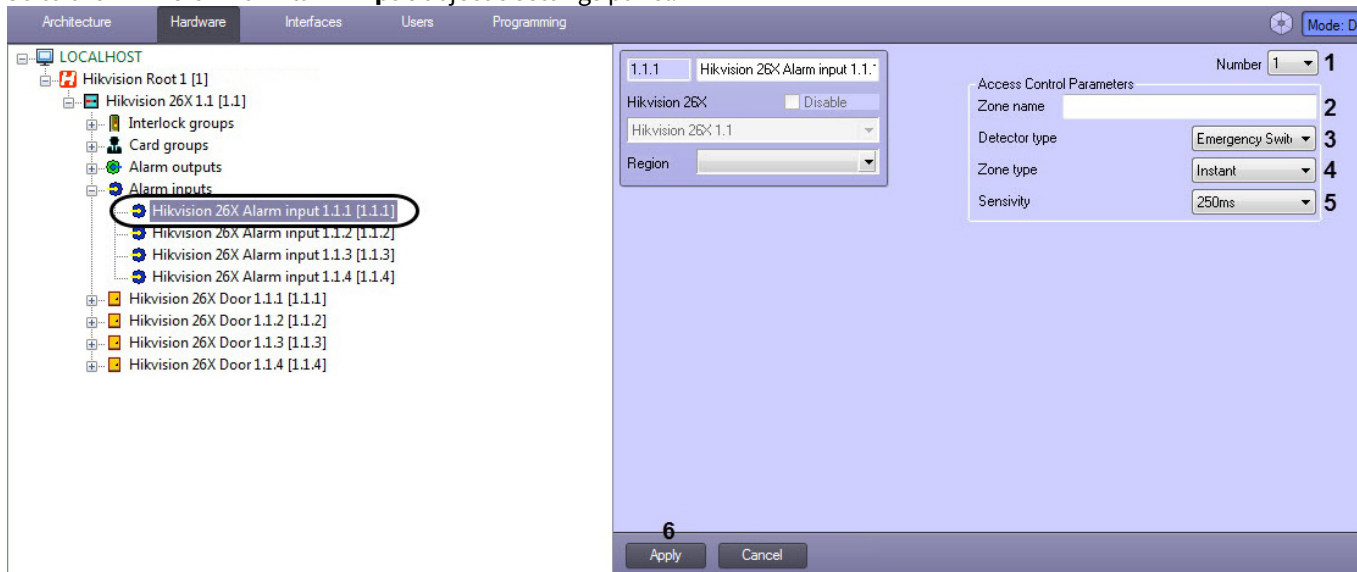 Architecture Hardware Interfaces Users Programming Mode: D
LOCALHOST
Hikvision Root 1 [1]
Hikvision 26X 1.1 [1.1]
Interlock groups
Card groups
Alarm outputs
Alarm inputs
Hikvision 26X Alarm input 1.1.1 [1.1.1]
Hikvision 26X Alarm input 1.1.2 [1.1.2]
Hikvision 26X Alarm input 1.1.3 [1.1.3]
Hikvision 26X Alarm input 1.1.4 [1.1.4]
Hikvision 26X Door 1.1.1 [1.1.1]
Hikvision 26X Door 1.1.2 [1.1.2]
Hikvision 26X Door 1.1.3 [1.1.3]
Hikvision 26X Door 1.1.4 [1.1.4]
1.1.1 Hikvision 26X Alarm input 1.1.
Hikvision 26X Disable
Hikvision 26X 1.1
Region
Number 1 1
Access Control Parameters
Zone name 2
Detector type Emergency Swit 3
Zone type Instant 4
Sensivity 250ms 5
6
Apply Cancel